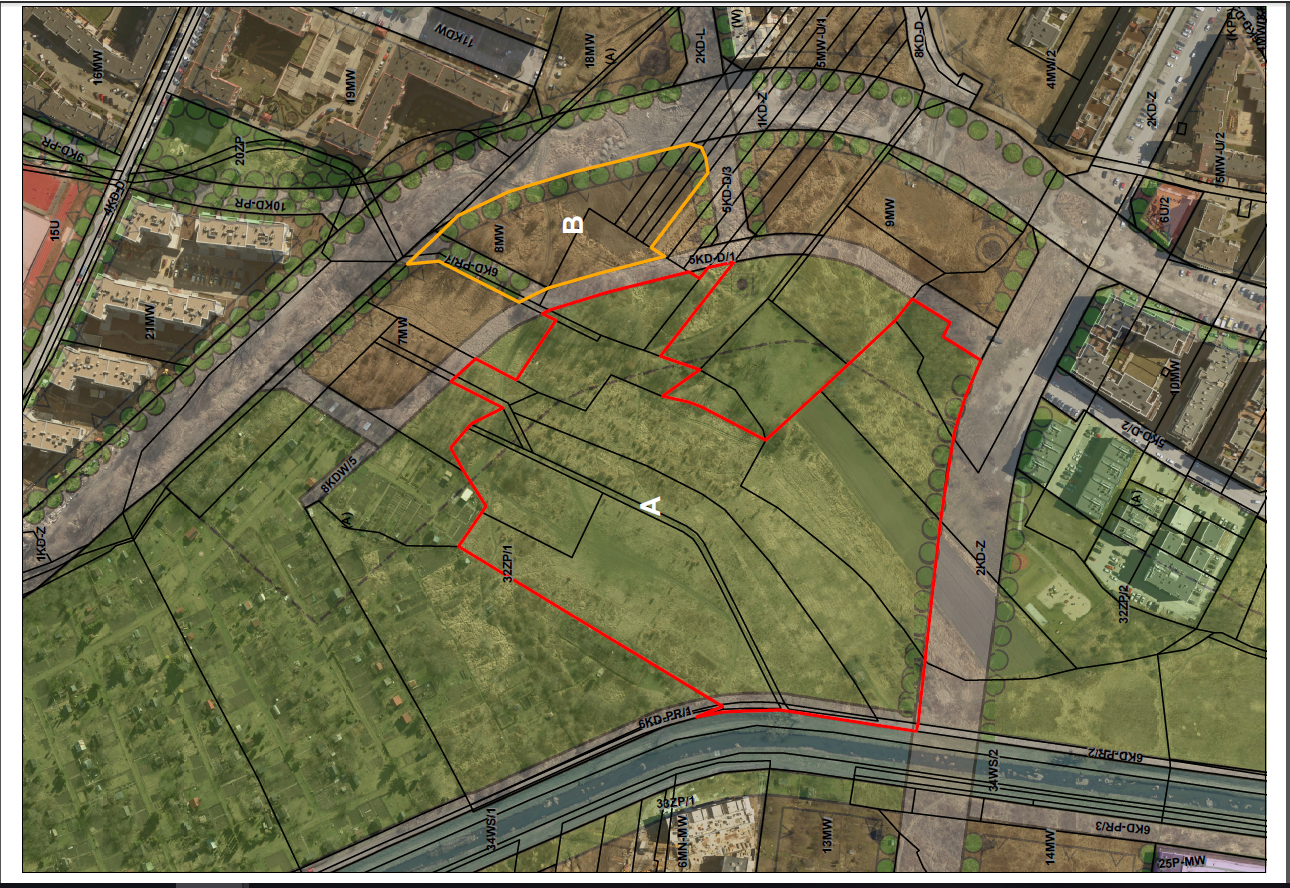 16MW
11KDW
18MW
(A)
2KD-L
(W)
5MW-U/1
8KD-D
4MW/2
19MW
1KD-Z
2KD-Z
9KD-PR
20ZP
5MW-U/2
4KD-D
10KD-PR
5KD-D/3
6U/2
15U
8MW
B
9MW
6KD-PR/1
5KD-D/1
21MW
7MW
10MW
5KD-D/2
8KDW/5
(A)
A
(A)
1KD-Z
32ZP/1
2KD-Z
32ZP/2
6KD-PR/1
6KD-PR/2
34WS/2
34WS/1
33ZP/1
6MN-MW
13MW
6KD-PR/3
14MW
25P-MW